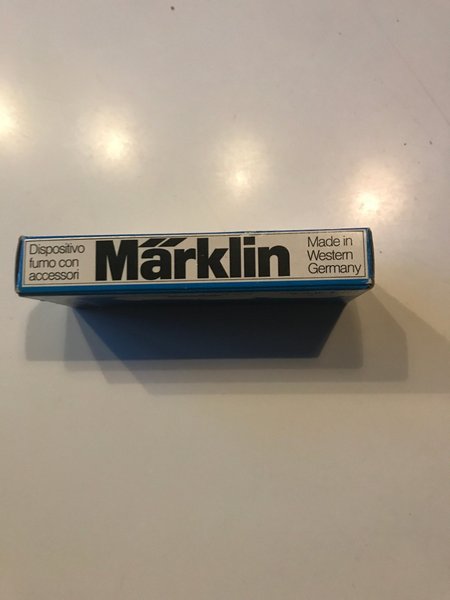 Dispositivo
fumo con
accessori
Märklin
Made in
Western
Germany